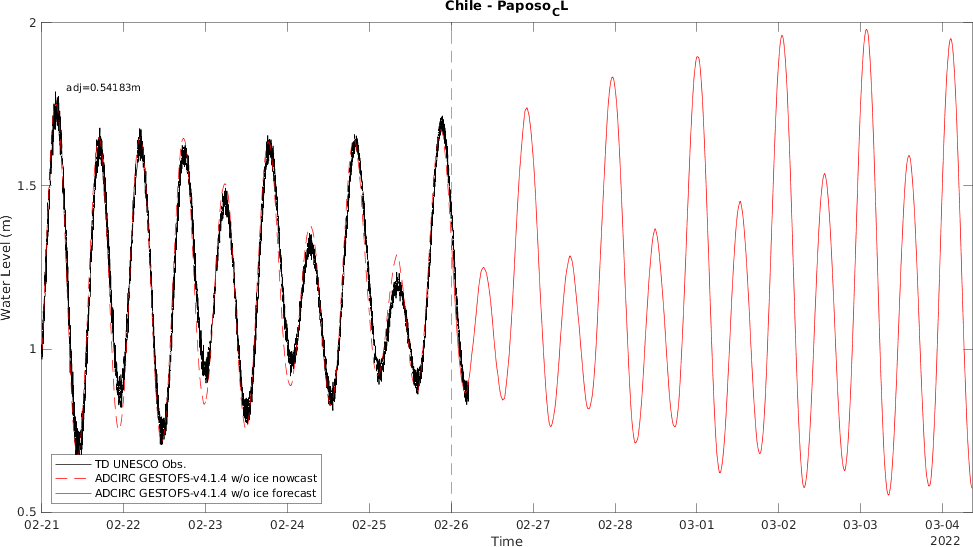 Chile - Paposo_CL
2
adj=0.54183m
1.5
Water Level (m)
1
TD UNESCO Obs.
ADCIRC GESTOFS-v4.1.4 w/o ice nowcast
ADCIRC GESTOFS-v4.1.4 w/o ice forecast
0.5
02-21 02-22 02-23 02-24 02-25 02-26 02-27 02-28 03-01 03-02 03-03 03-04
Time 2022